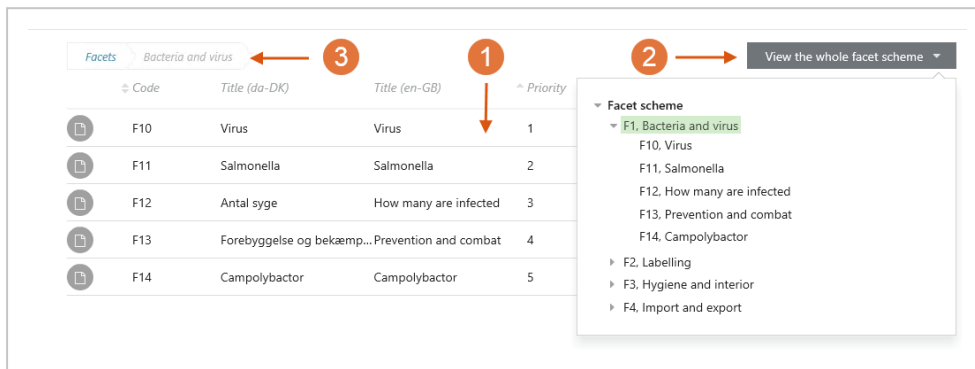 Facets Bacteria and virus 3 1 2 View the whole facet scheme
Code Title (da-DK) Title (en-GB) Priority
F10 Virus Virus 1
F11 Salmonella Salmonella 2
F12 Antal syge How many are infected 3
F13 Forebyggelse og bekæmp... Prevention and combat 4
F14 Campolybactor Campolybactor 5
Facet scheme
F1, Bacteria and virus
F10, Virus
F11, Salmonella
F12, How many are infected
F13, Prevention and combat
F14, Campolybactor
F2, Labelling
F3, Hygiene and interior
F4, Import and export